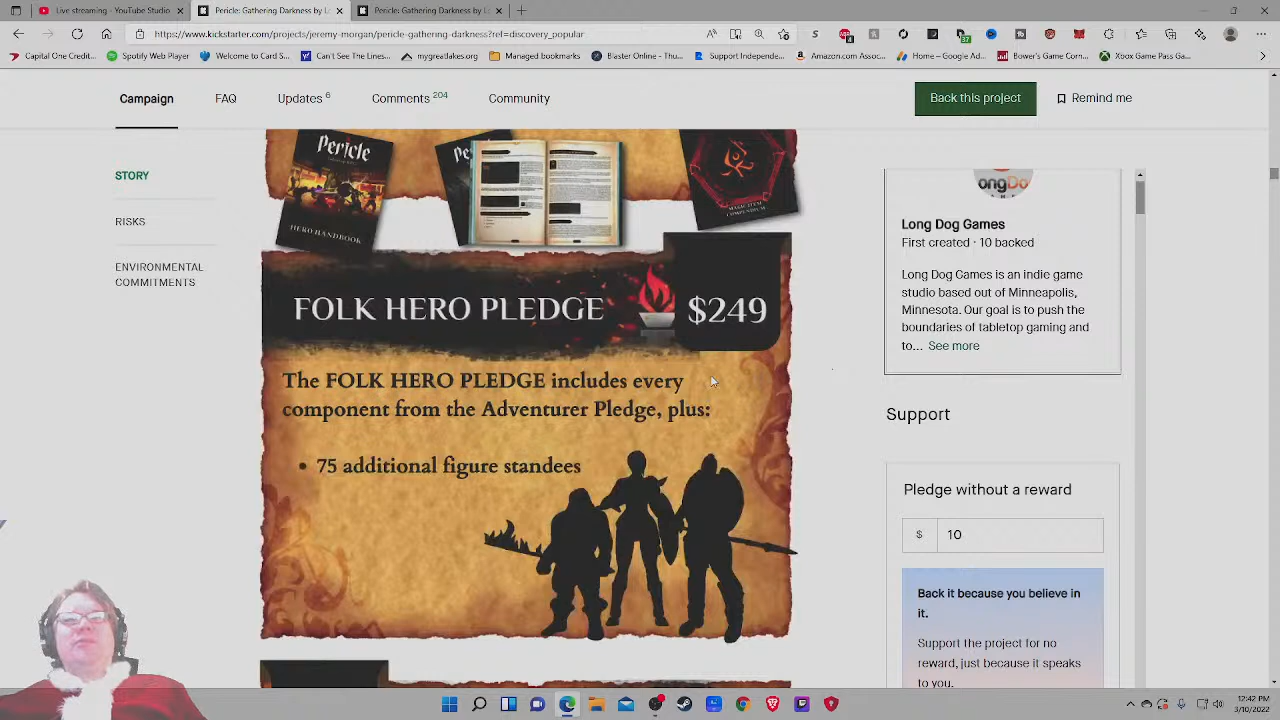 Live streaming - YouTube Studio
Pericle: Gathering Darkness by Lo
Pericle: Gathering Darkness by Lo
https://www.kickstarter.com/projects/jeremy-morgan/pericle-gathering-darkness?ref=discovery_popular
Capital One Credit...
Spotify Web Player
WZUU
Can't See The Lines...
mygreatlakes.org
Managed bookmarks
Blaster Online - Thu...
Support Independe...
Amazon.com Assoc...
Home – Google Ad...
Bower's Game Corn...
Xbox Game Pass Ga...
Campaign
FAQ
Updates 6
Comments 204
Community
Back this project
Remind me
STORY
RISKS
ENVIRONMENTAL
COMMITMENTS
Pericle
HERO HANDBOOK
Pe
MAGIC ITEM
COMPENDIUM
FOLK HERO PLEDGE
$249
The FOLK HERO PLEDGE includes every
component from the Adventurer Pledge, plus:
• 75 additional figure standees
Long Dog Games
First created · 10 backed
Long Dog Games is an indie game
studio based out of Minneapolis,
Minnesota. Our goal is to push the
boundaries of tabletop gaming and
to... See more
Support
Pledge without a reward
$ 10
Back it because you believe in
it.
Support the project for no
reward, just because it speaks
to you.
12:42 PM
3/10/2022